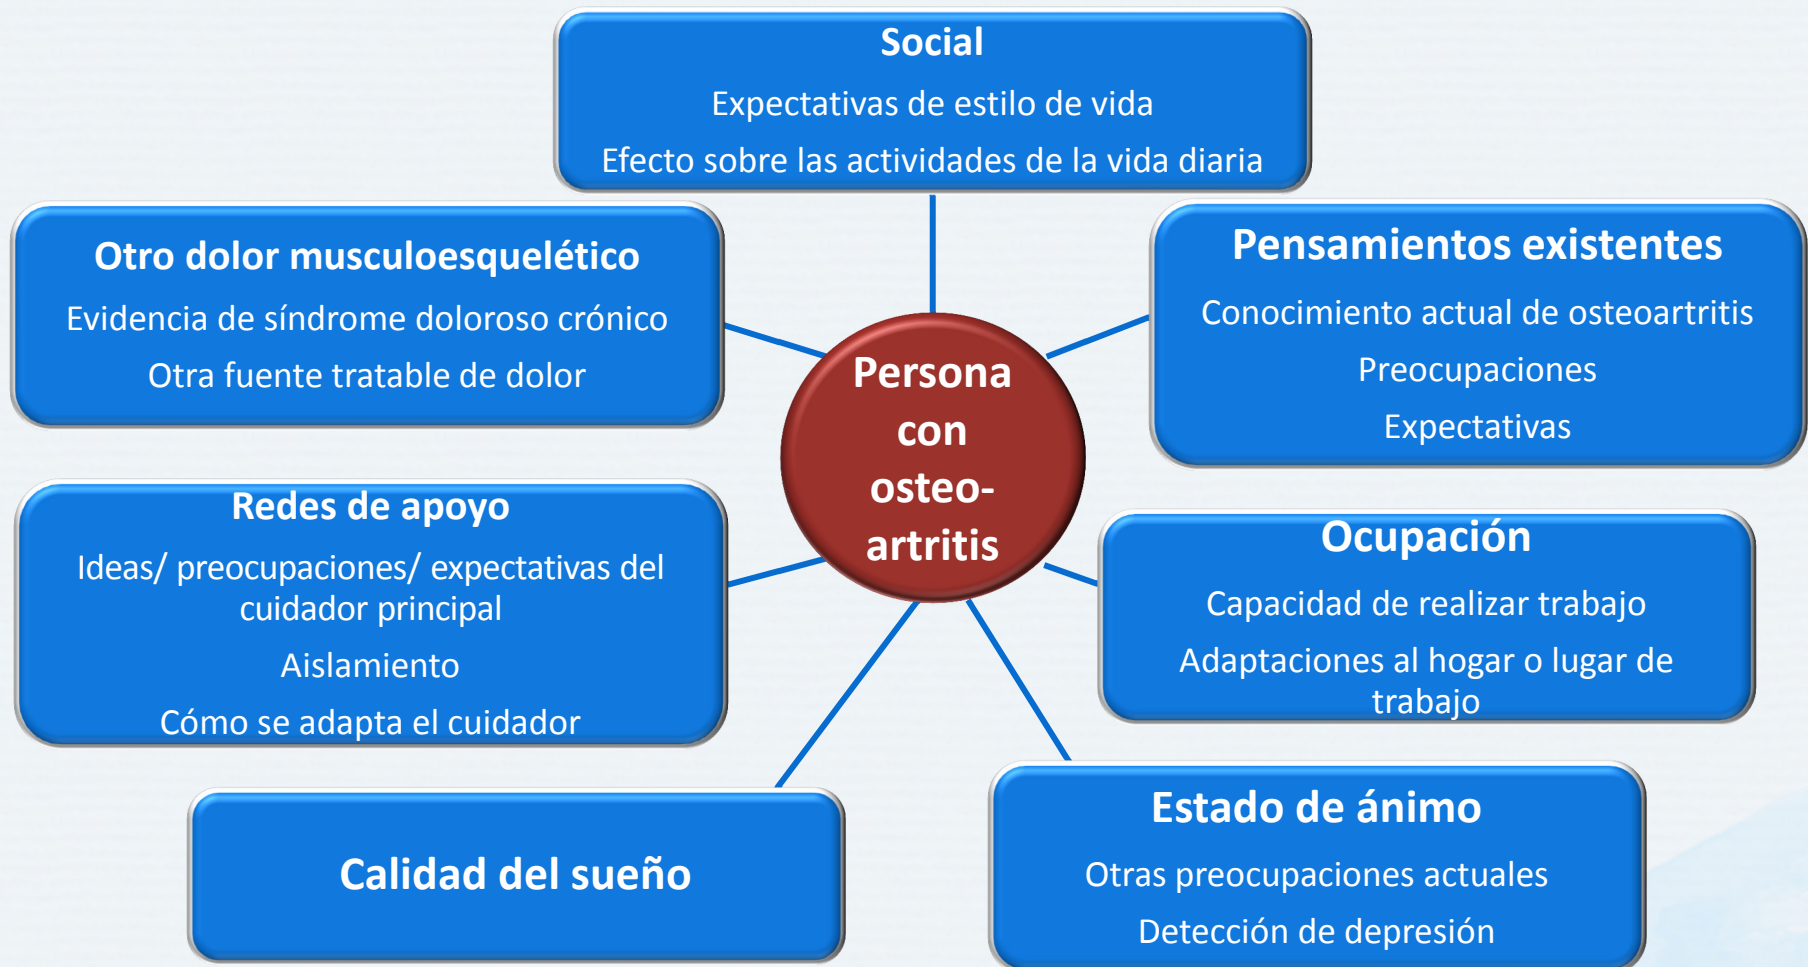 Social
Expectativas de estilo de vida
Efecto sobre las actividades de la vida diaria
Otro dolor musculoesquelético
Evidencia de síndrome doloroso crónico
Otra fuente tratable de dolor
Pensamientos existentes
Conocimiento actual de osteoartritis
Preocupaciones
Expectativas
Persona
con
osteo-
artritis
Redes de apoyo
Ideas/ preocupaciones/ expectativas del
cuidador principal
Aislamiento
Cómo se adapta el cuidador
Ocupación
Capacidad de realizar trabajo
Adaptaciones al hogar o lugar de
trabajo
Calidad del sueño
Estado de ánimo
Otras preocupaciones actuales
Detección de depresión